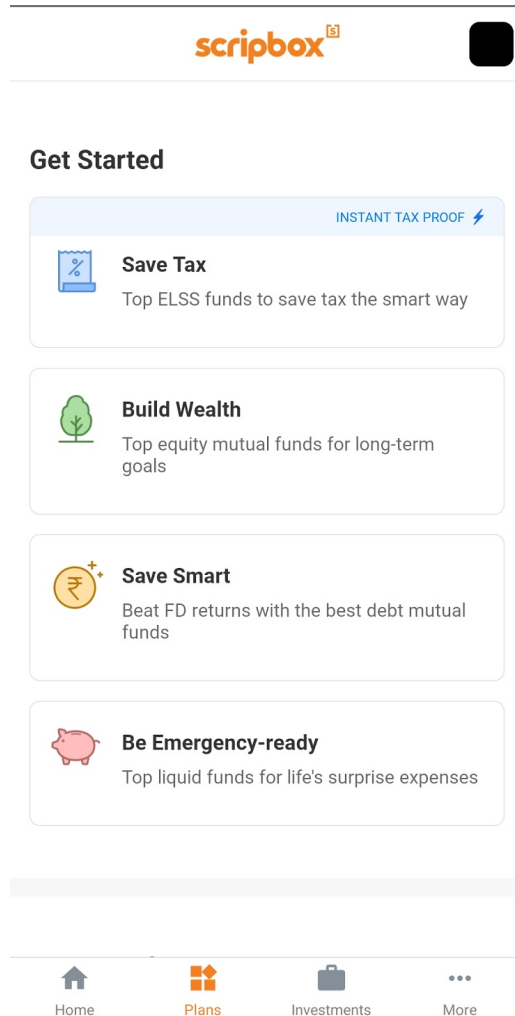 scripbox[s]
Get Started
INSTANT TAX PROOF
Save Tax
Top ELSS funds to save tax the smart way
Build Wealth
Top equity mutual funds for long-term
goals
Save Smart
Beat FD returns with the best debt mutual
funds
Be Emergency-ready
Top liquid funds for life's surprise expenses
Home
Plans
Investments
More